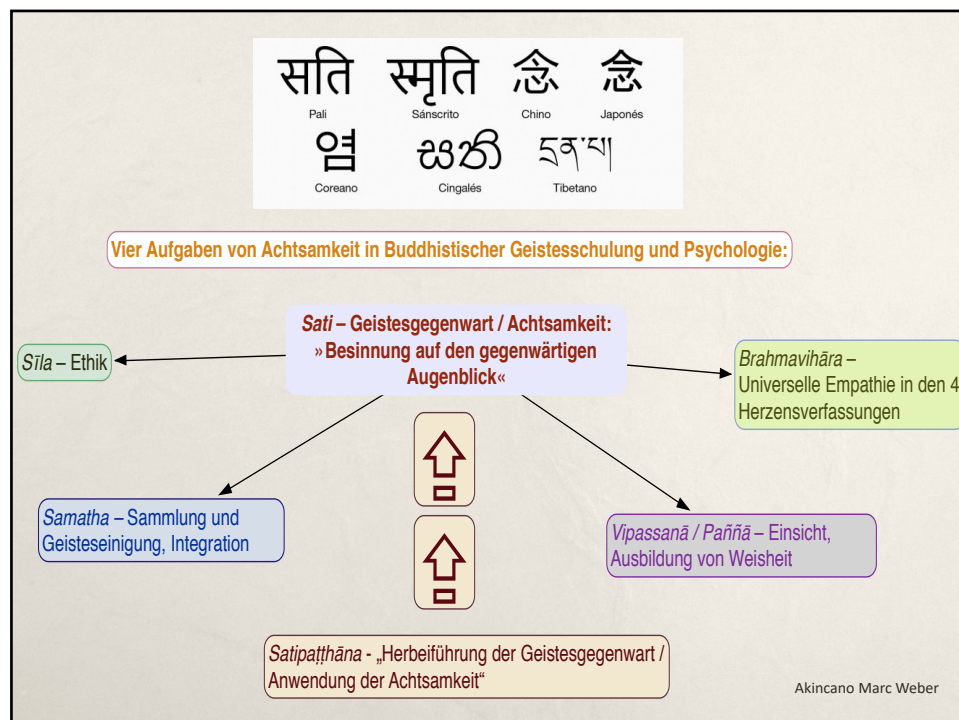 सति स्मृति 念 念
Pali Sánscrito Chino Japonés
염 සති དྲན་པ།
Coreano Cingalés Tibetano
Vier Aufgaben von Achtsamkeit in Buddhistischer Geistesschulung und Psychologie:
Sati – Geistesgegenwart / Achtsamkeit:
»Besinnung auf den gegenwärtigen
Augenblick«
Sīla – Ethik
Brahmavihāra –
Universelle Empathie in den 4
Herzensverfassungen
Samatha – Sammlung und
Geisteseinigung, Integration
Vipassanā / Paññā – Einsicht,
Ausbildung von Weisheit
Satipaṭṭhāna - „Herbeiführung der Geistesgegenwart /
Anwendung der Achtsamkeit“
Akincano Marc Weber